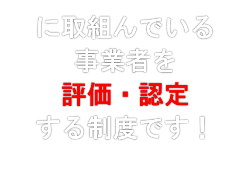 に取組んでいる
事業者を
評価・認定
する制度です！